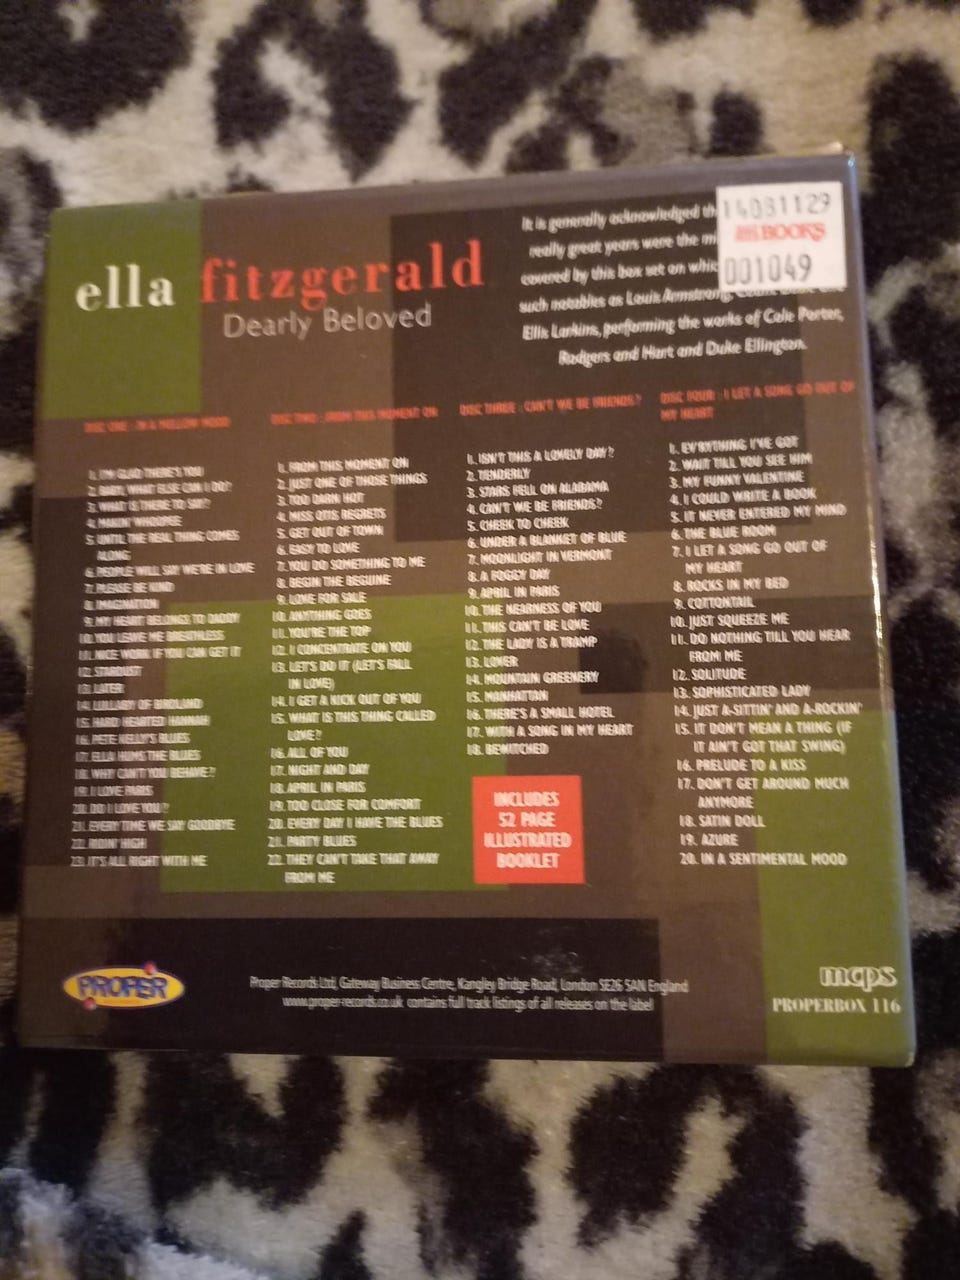 ella fitzgerald
Dearly Beloved
It is generally acknowledged
really great years were the
covered by this box set on
such notables as Louis Armstrong,
Ellis Larkins, performing the works of Cole Porter,
Rodgers and Hart and Duke Ellington.
14081129
BOOKS
001049
DISC ONE : IN A MELLOW MOOD
1. I'M GLAD THERE'S YOU
2. BABY, WHAT ELSE CAN I DO?
3. WHAT IS THERE TO SAY?
4. MAKIN' WHOOPEE
5. UNTIL THE REAL THING COMES
ALONG
6. PEOPLE WILL SAY WE'RE IN LOVE
7. PLEASE BE KIND
8. IMAGINATION
9. MY HEART BELONGS TO DADDY
10. YOU LEAVE ME BREATHLESS
11. NICE WORK IF YOU CAN GET IT
12. STARDUST
13. LATER
14. LULLABY OF BIRDLAND
15. HARD HEARTED HANNAH
16. PETE KELLY'S BLUES
17. ELLA HUMS THE BLUES
18. WHY CAN'T YOU BEHAVE?
19. I LOVE PARIS
20. DO I LOVE YOU?
21. EVERY TIME WE SAY GOODBYE
22. RIDIN' HIGH
23. IT'S ALL RIGHT WITH ME
DISC TWO : FROM THIS MOMENT ON
1. FROM THIS MOMENT ON
2. JUST ONE OF THOSE THINGS
3. TOO DARN HOT
4. MISS OTIS REGRETS
5. GET OUT OF TOWN
6. EASY TO LOVE
7. YOU DO SOMETHING TO ME
8. BEGIN THE BEGUINE
9. LOVE FOR SALE
10. ANYTHING GOES
11. YOU'RE THE TOP
12. I CONCENTRATE ON YOU
13. LET'S DO IT (LET'S FALL
IN LOVE)
14. I GET A KICK OUT OF YOU
15. WHAT IS THIS THING CALLED
LOVE?
16. ALL OF YOU
17. NIGHT AND DAY
18. APRIL IN PARIS
19. TOO CLOSE FOR COMFORT
20. EVERY DAY I HAVE THE BLUES
21. PARTY BLUES
22. THEY CAN'T TAKE THAT AWAY
FROM ME
DISC THREE : CAN'T WE BE FRIENDS?
1. ISN'T THIS A LOVELY DAY?
2. TENDERLY
3. STARS FELL ON ALABAMA
4. CAN'T WE BE FRIENDS?
5. CHEEK TO CHEEK
6. UNDER A BLANKET OF BLUE
7. MOONLIGHT IN VERMONT
8. A FOGGY DAY
9. APRIL IN PARIS
10. THE NEARNESS OF YOU
11. THIS CAN'T BE LOVE
12. THE LADY IS A TRAMP
13. LOVER
14. MOUNTAIN GREENERY
15. MANHATTAN
16. THERE'S A SMALL HOTEL
17. WITH A SONG IN MY HEART
18. BEWITCHED
INCLUDES
52 PAGE
ILLUSTRATED
BOOKLET
DISC FOUR : I LET A SONG GO OUT OF
MY HEART
1. EV'RYTHING I'VE GOT
2. WAIT TILL YOU SEE HIM
3. MY FUNNY VALENTINE
4. I COULD WRITE A BOOK
5. IT NEVER ENTERED MY MIND
6. THE BLUE ROOM
7. I LET A SONG GO OUT OF
MY HEART
8. ROCKS IN MY BED
9. COTTONTAIL
10. JUST SQUEEZE ME
11. DO NOTHING TILL YOU HEAR
FROM ME
12. SOLITUDE
13. SOPHISTICATED LADY
14. JUST A-SITTIN' AND A-ROCKIN'
15. IT DON'T MEAN A THING (IF
IT AIN'T GOT THAT SWING)
16. PRELUDE TO A KISS
17. DON'T GET AROUND MUCH
ANYMORE
18. SATIN DOLL
19. AZURE
20. IN A SENTIMENTAL MOOD
PROPER
Proper Records Ltd, Gateway Business Centre, Kangley Bridge Road, London SE26 5AN England
www.proper-records.co.uk contains full track listings of all releases on the label
mcps
PROPERBOX 116